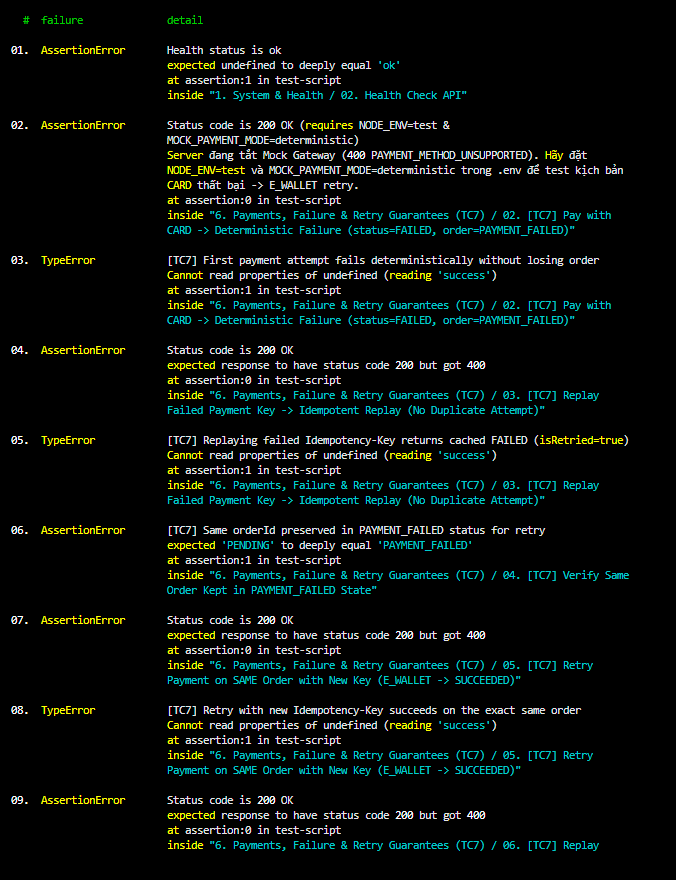 #  failure  detail
01.  AssertionError  Health status is ok
expected undefined to deeply equal 'ok'
at assertion:1 in test-script
inside "1. System & Health / 02. Health Check API"
02.  AssertionError  Status code is 200 OK (requires NODE_ENV=test &
MOCK_PAYMENT_MODE=deterministic)
Server đang tắt Mock Gateway (400 PAYMENT_METHOD_UNSUPPORTED). Hãy đặt
NODE_ENV=test và MOCK_PAYMENT_MODE=deterministic trong .env để test kịch bản
CARD thất bại -> E_WALLET retry.
at assertion:0 in test-script
inside "6. Payments, Failure & Retry Guarantees (TC7) / 02. [TC7] Pay with
CARD -> Deterministic Failure (status=FAILED, order=PAYMENT_FAILED)"
03.  TypeError  [TC7] First payment attempt fails deterministically without losing order
Cannot read properties of undefined (reading 'success')
at assertion:1 in test-script
inside "6. Payments, Failure & Retry Guarantees (TC7) / 02. [TC7] Pay with
CARD -> Deterministic Failure (status=FAILED, order=PAYMENT_FAILED)"
04.  AssertionError  Status code is 200 OK
expected response to have status code 200 but got 400
at assertion:0 in test-script
inside "6. Payments, Failure & Retry Guarantees (TC7) / 03. [TC7] Replay
Failed Payment Key -> Idempotent Replay (No Duplicate Attempt)"
05.  TypeError  [TC7] Replaying failed Idempotency-Key returns cached FAILED (isRetried=true)
Cannot read properties of undefined (reading 'success')
at assertion:1 in test-script
inside "6. Payments, Failure & Retry Guarantees (TC7) / 03. [TC7] Replay
Failed Payment Key -> Idempotent Replay (No Duplicate Attempt)"
06.  AssertionError  [TC7] Same orderId preserved in PAYMENT_FAILED status for retry
expected 'PENDING' to deeply equal 'PAYMENT_FAILED'
at assertion:1 in test-script
inside "6. Payments, Failure & Retry Guarantees (TC7) / 04. [TC7] Verify Same
Order Kept in PAYMENT_FAILED State"
07.  AssertionError  Status code is 200 OK
expected response to have status code 200 but got 400
at assertion:0 in test-script
inside "6. Payments, Failure & Retry Guarantees (TC7) / 05. [TC7] Retry
Payment on SAME Order with New Key (E_WALLET -> SUCCEEDED)"
08.  TypeError  [TC7] Retry with new Idempotency-Key succeeds on the exact same order
Cannot read properties of undefined (reading 'success')
at assertion:1 in test-script
inside "6. Payments, Failure & Retry Guarantees (TC7) / 05. [TC7] Retry
Payment on SAME Order with New Key (E_WALLET -> SUCCEEDED)"
09.  AssertionError  Status code is 200 OK
expected response to have status code 200 but got 400
at assertion:0 in test-script
inside "6. Payments, Failure & Retry Guarantees (TC7) / 06. [TC7] Replay